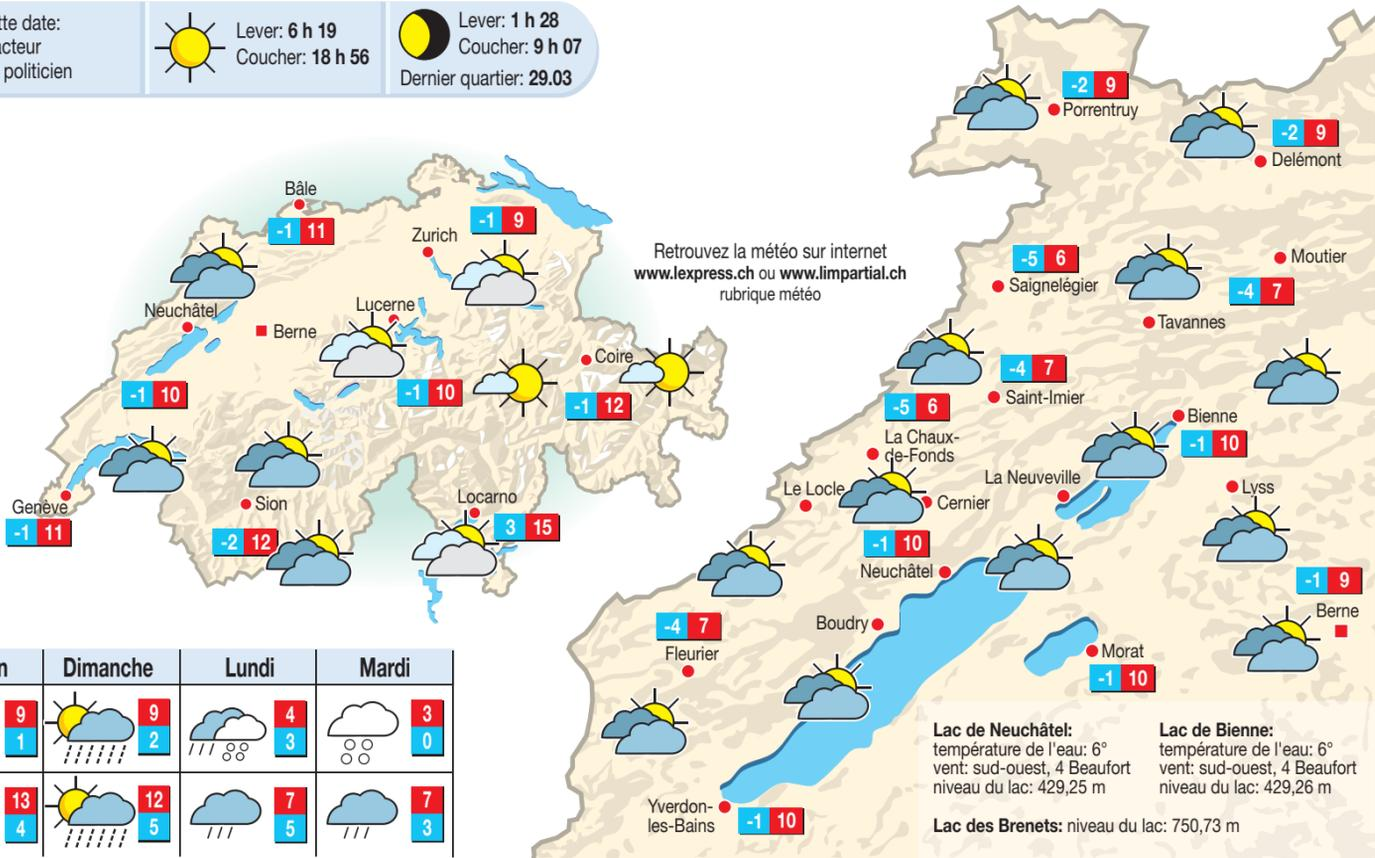 tte date:
acteur
politicien
Lever: 6 h 19
Coucher: 18 h 56
Lever: 1 h 28
Coucher: 9 h 07
Dernier quartier: 29.03
Bâle
-1 11
Zurich
-1 9
Neuchâtel
-1 10
Berne
Lucerne
-1 10
Coire
-1 12
Genève
-1 11
Sion
-2 12
Locarno
3 15
Retrouvez la météo sur internet
www.lexpress.ch ou www.limpartial.ch
rubrique météo
n
Dimanche
Lundi
Mardi
9
1
9
2
4
3
3
0
13
4
12
5
7
5
7
3
-2 9
Porrentruy
-2 9
Delémont
-5 6
Saignelégier
Moutier
-4 7
Tavannes
-4 7
Saint-Imier
-5 6
La Chaux-
de-Fonds
Bienne
-1 10
La Neuveville
Le Locle
Cernier
Lyss
-1 10
Neuchâtel
-1 9
Berne
Boudry
-4 7
Fleurier
Morat
-1 10
Yverdon-
les-Bains
-1 10
Lac de Neuchâtel:
température de l'eau: 6°
vent: sud-ouest, 4 Beaufort
niveau du lac: 429,25 m
Lac de Bienne:
température de l'eau: 6°
vent: sud-ouest, 4 Beaufort
niveau du lac: 429,26 m
Lac des Brenets: niveau du lac: 750,73 m